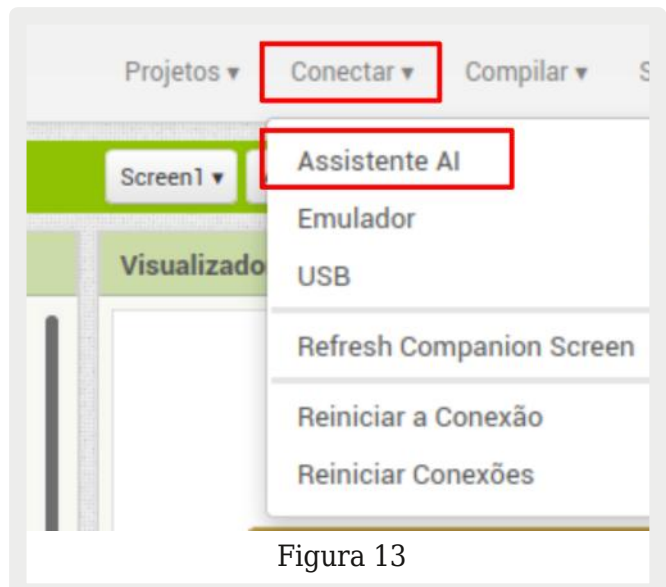 Projetos ▾ Conectar ▾ Compilar ▾
Screen1 ▾
Assistente AI
Emulador
Visualizado
USB
Refresh Companion Screen
Reiniciar a Conexão
Reiniciar Conexões
Figura 13